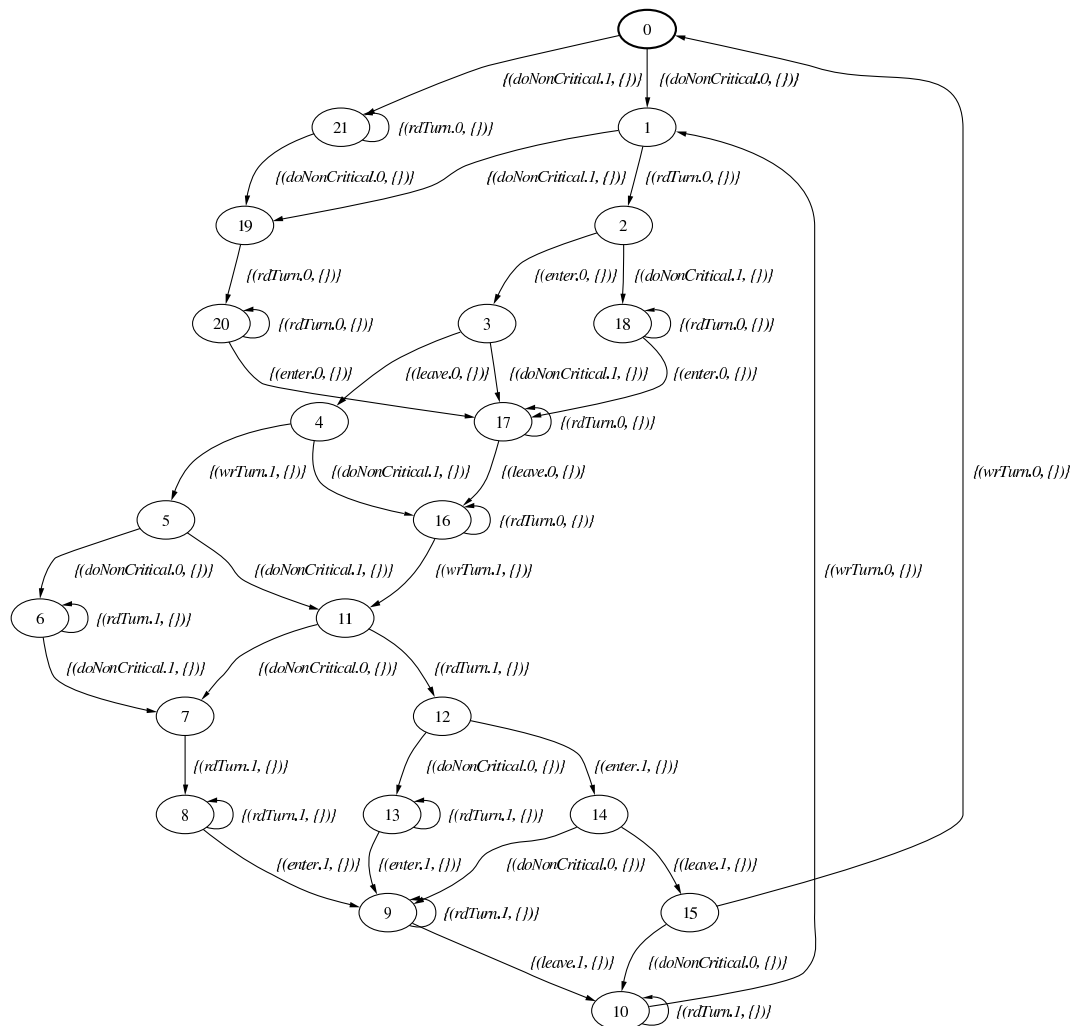 0
{(doNonCritical.1, {})} {(doNonCritical.0, {})}
21 {(rdTurn.0, {})} 1
{(doNonCritical.0, {})} {(doNonCritical.1, {})} {(rdTurn.0, {})}
19 2
{(rdTurn.0, {})} {(enter.0, {})} {(doNonCritical.1, {})}
20 {(rdTurn.0, {})} 3 18 {(rdTurn.0, {})}
{(enter.0, {})} {(leave.0, {})} {(doNonCritical.1, {})} {(enter.0, {})}
4 17 {(rdTurn.0, {})}
{(wrTurn.1, {})} {(doNonCritical.1, {})} {(leave.0, {})} {(wrTurn.0, {})}
5 16 {(rdTurn.0, {})}
{(doNonCritical.0, {})} {(doNonCritical.1, {})} {(wrTurn.1, {})} {(wrTurn.0, {})}
6 {(rdTurn.1, {})} 11
{(doNonCritical.1, {})} {(doNonCritical.0, {})} {(rdTurn.1, {})}
7 12
{(rdTurn.1, {})} {(doNonCritical.0, {})} {(enter.1, {})}
8 {(rdTurn.1, {})} 13 {(rdTurn.1, {})} 14
{(enter.1, {})} {(enter.1, {})} {(doNonCritical.0, {})} {(leave.1, {})}
9 {(rdTurn.1, {})} 15
{(leave.1, {})} {(doNonCritical.0, {})}
10 {(rdTurn.1, {})}